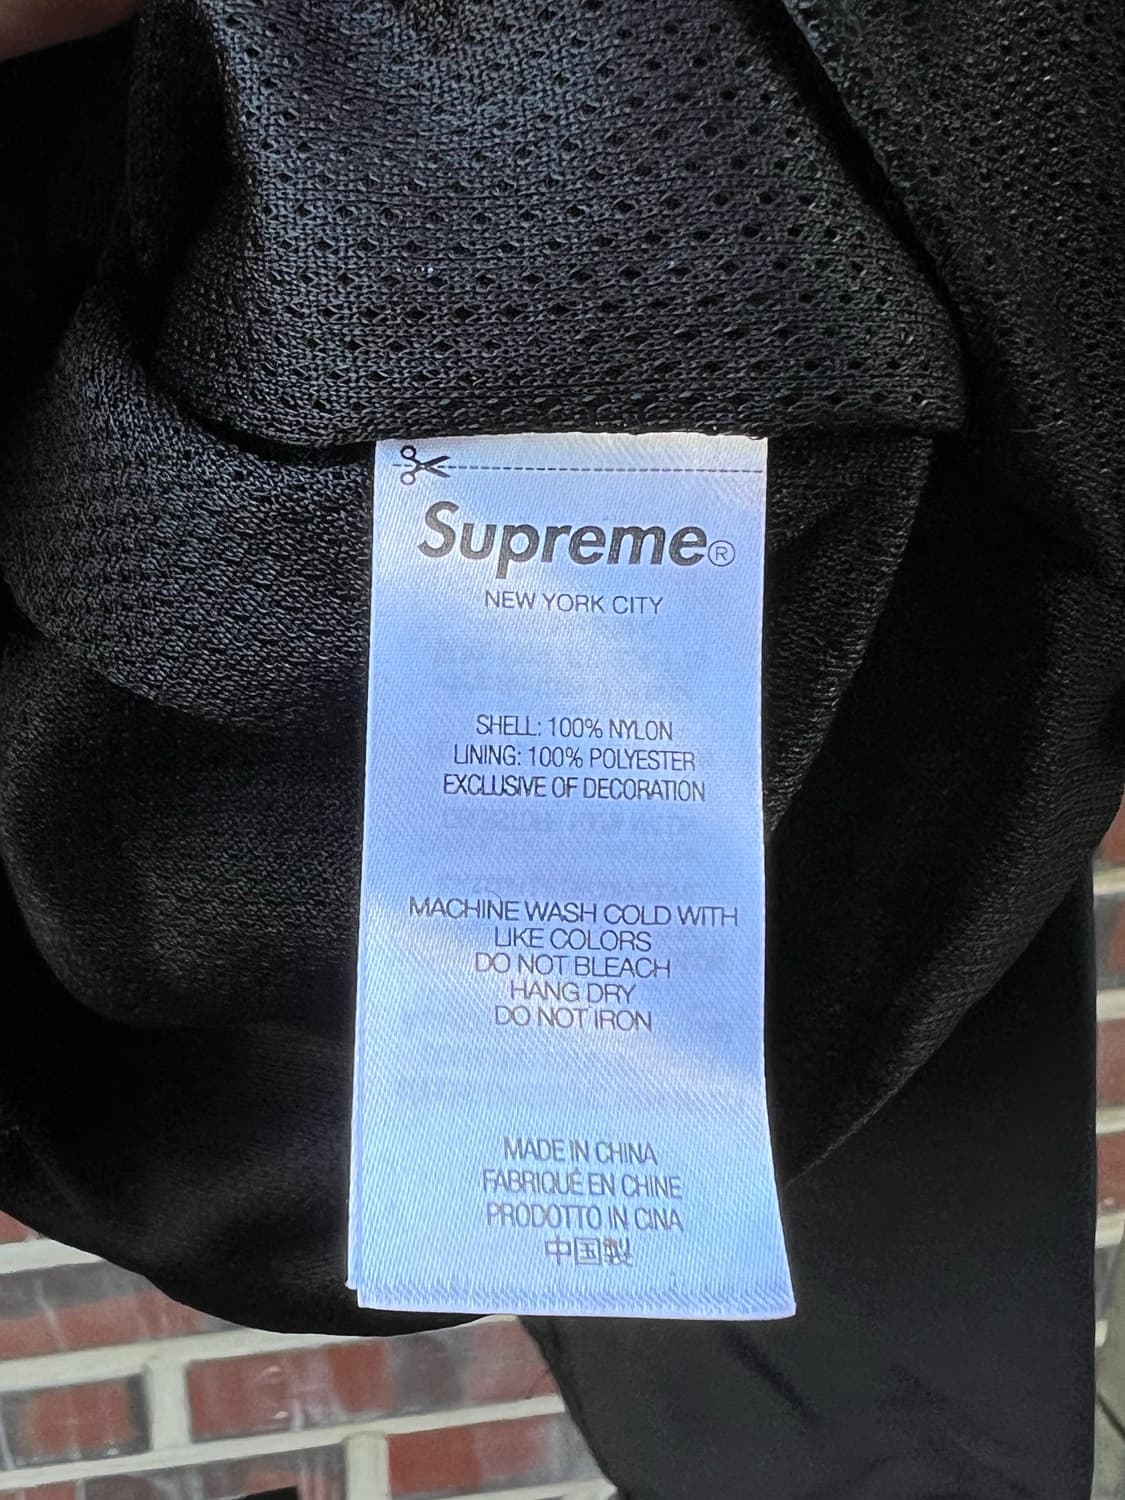 Supreme®
NEW YORK CITY
SHELL: 100% NYLON
LINING: 100% POLYESTER
EXCLUSIVE OF DECORATION
MACHINE WASH COLD WITH
LIKE COLORS
DO NOT BLEACH
HANG DRY
DO NOT IRON
MADE IN CHINA
FABRIQUÉ EN CHINE
PRODOTTO IN CINA
中国製